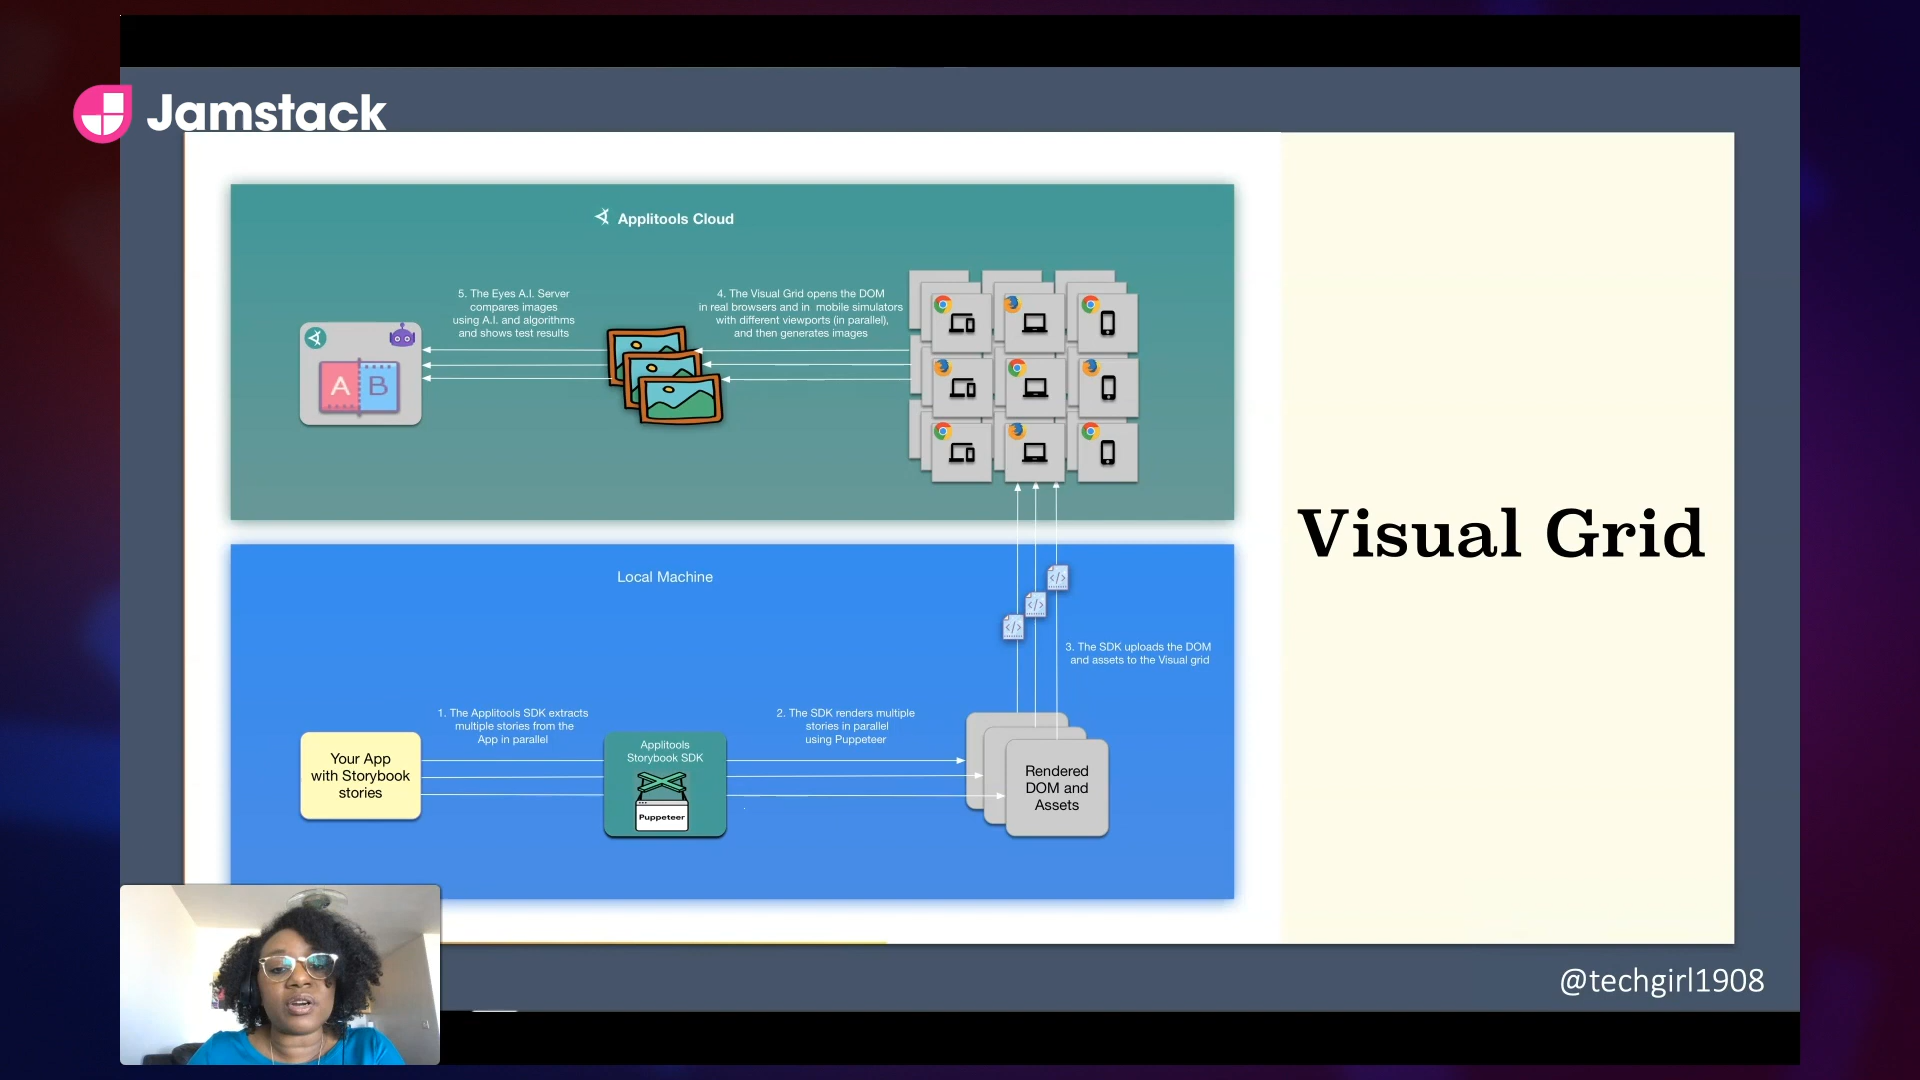 Jamstack
Applitools Cloud
5. The Eyes A.I. Server
compares images
using A.I. and algorithms
and shows test results
4. The Visual Grid opens the DOM
in real browsers and in mobile simulators
with different viewports (in parallel),
and then generates images
A B
Visual Grid
Local Machine
</>
</>
</>
3. The SDK uploads the DOM
and assets to the Visual grid
1. The Applitools SDK extracts
multiple stories from the
App in parallel
2. The SDK renders multiple
stories in parallel
using Puppeteer
Your App
with Storybook
stories
Applitools
Storybook SDK
Puppeteer
Rendered
DOM and
Assets
@techgirl1908